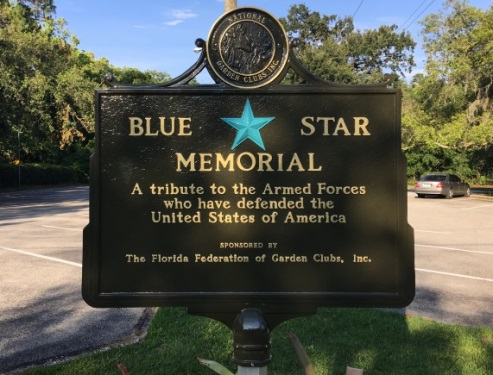 NATIONAL
GARDEN CLUBS INC.
BLUE STAR
MEMORIAL
A tribute to the Armed Forces
who have defended the
United States of America
SPONSORED BY
The Florida Federation of Garden Clubs, Inc.